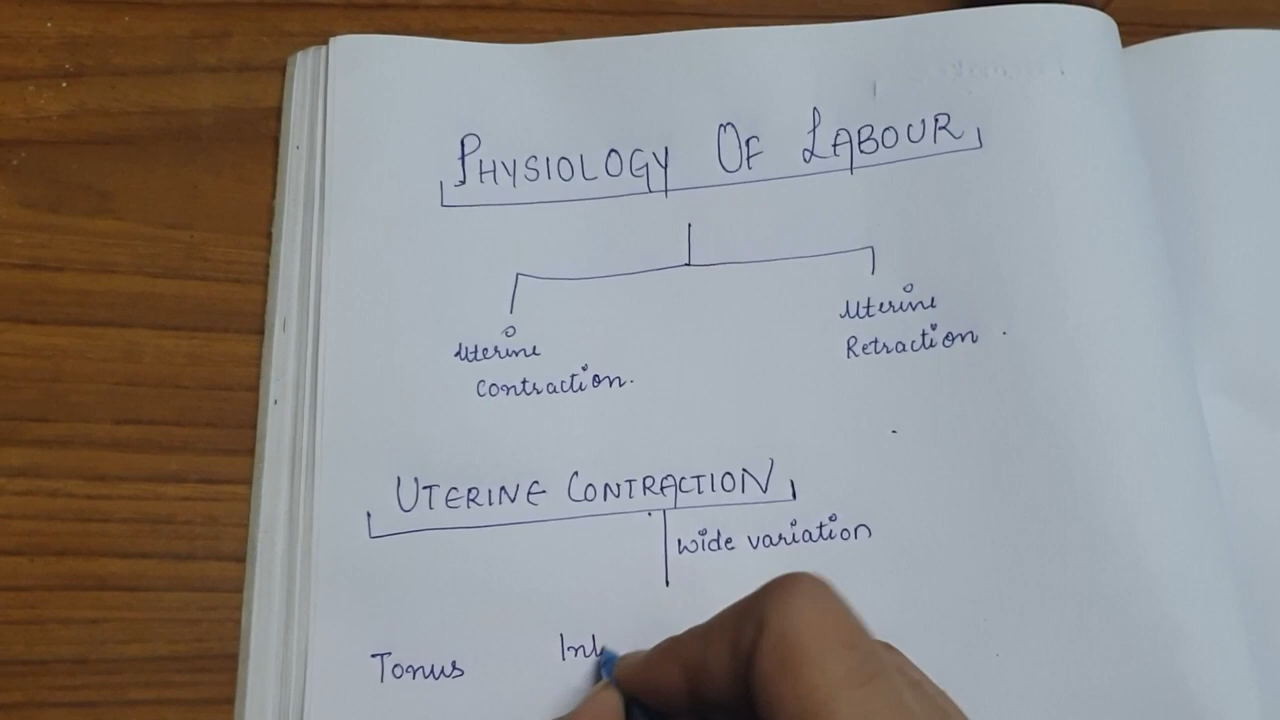 PHYSIOLOGY OF LABOUR
Uterine
Contraction.
Uterine
Retraction.
UTERINE CONTRACTION
Wide variation
Tonus